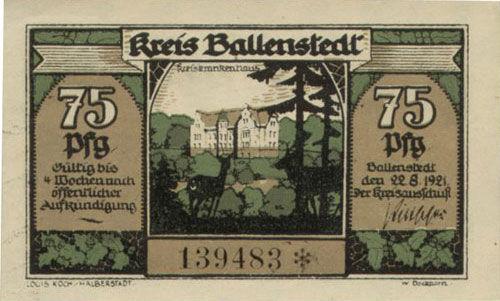 Kreis Ballenstedt
Kreiskrankenhaus
75
Pfg
Gültig bis
4 Wochen nach
öffentlicher
Aufkündigung
75
Pfg
Ballenstedt
den 22.8.1921
Der Kreisausschuß
139483 *
LOUIS KOCH - HALBERSTADT.